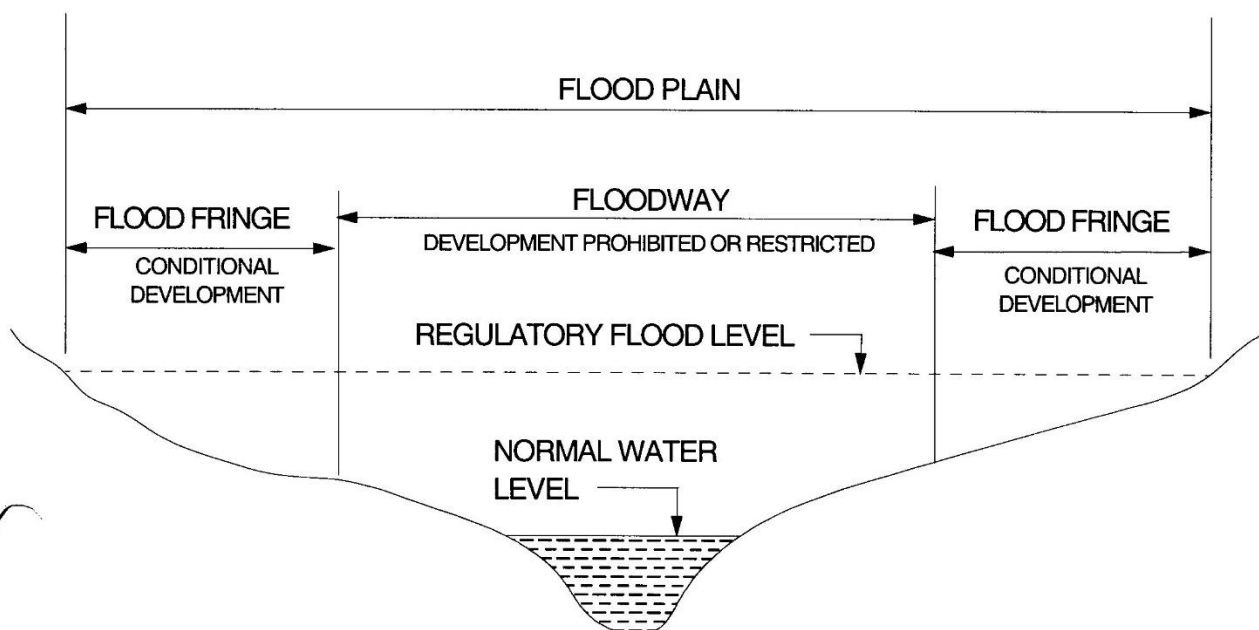 FLOOD PLAIN
FLOOD FRINGE
CONDITIONAL
DEVELOPMENT
FLOODWAY
DEVELOPMENT PROHIBITED OR RESTRICTED
FLOOD FRINGE
CONDITIONAL
DEVELOPMENT
REGULATORY FLOOD LEVEL
NORMAL WATER
LEVEL